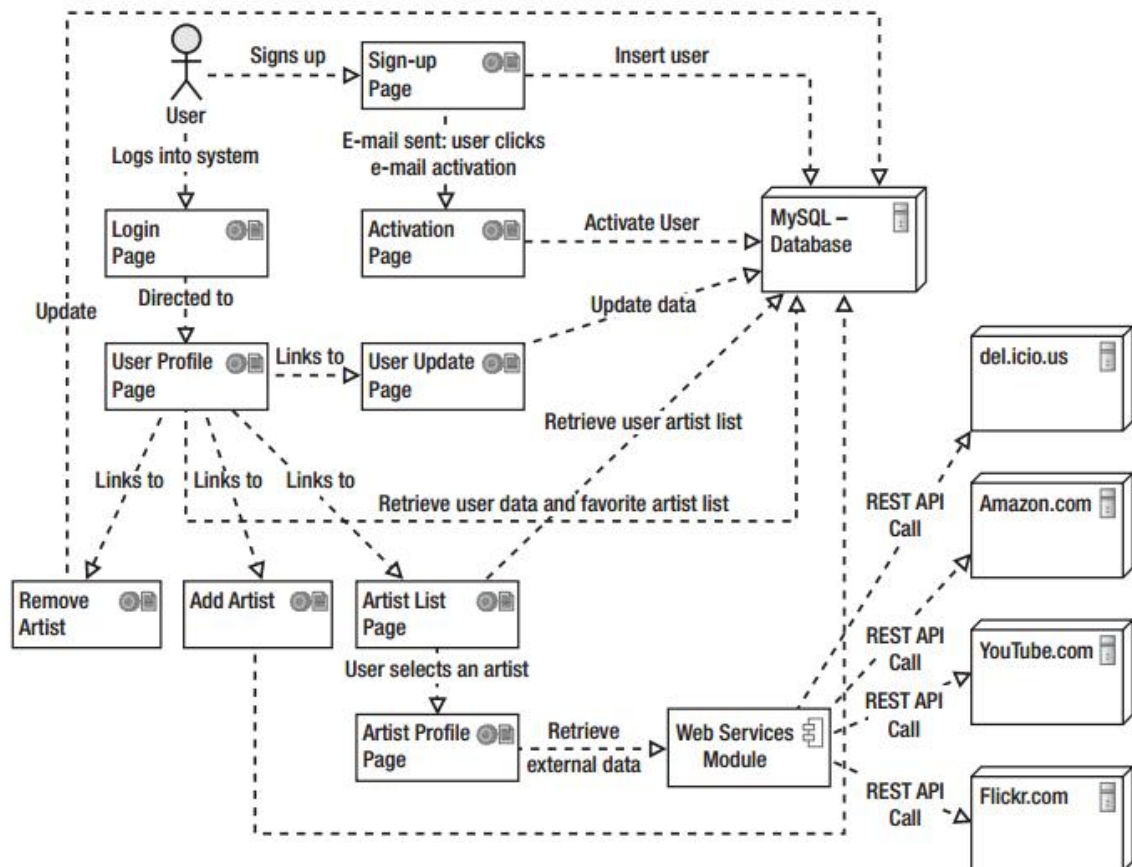 Signs up
Sign-up
Page
Insert user
User
Logs into system
E-mail sent: user clicks
e-mail activation
Login
Page
Activation
Page
Activate User
MySQL –
Database
Directed to
Update
Update data
User Profile
Page
Links to
User Update
Page
del.icio.us
Retrieve user artist list
Links to
Links to
Links to
Retrieve user data and favorite artist list
REST API
Call
Amazon.com
Remove
Artist
Add Artist
Artist List
Page
User selects an artist
REST API
Call
YouTube.com
REST API
Call
Artist Profile
Page
Retrieve
external data
Web Services
Module
REST API
Call
Flickr.com